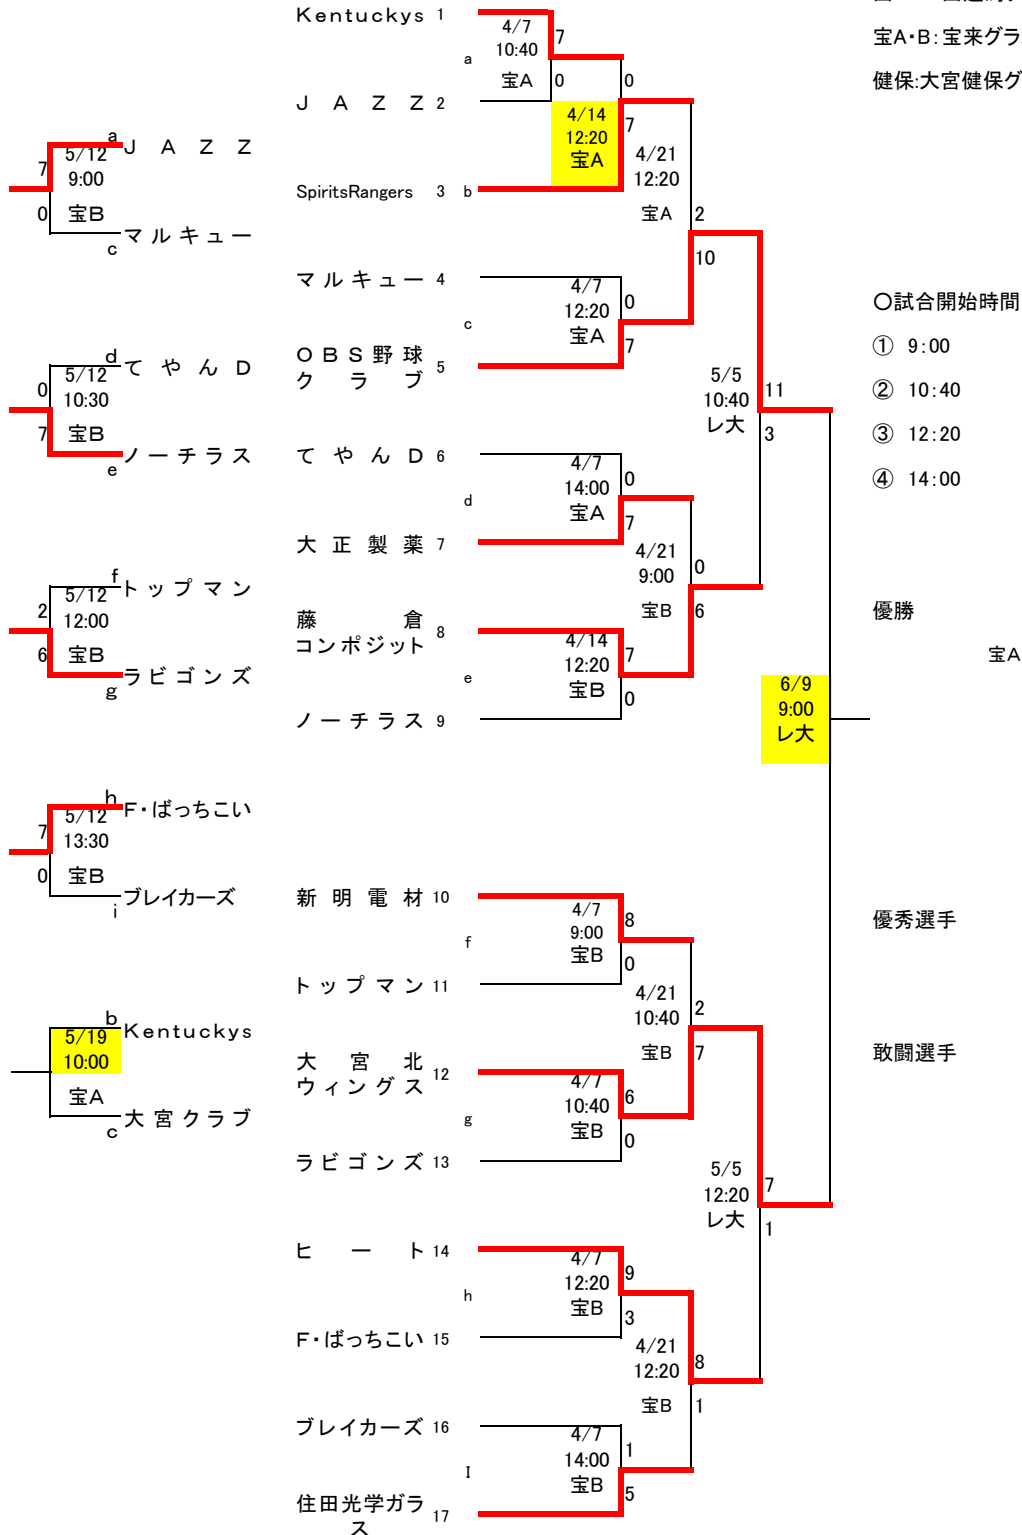 Kentuckys 1
4/7
10:40
宝A
a
7
0
JAZZ 2
4/14
12:20
宝A
0
7
SpiritsRangers 3 b
4/21
12:20
宝A
2
10
マルキュー 4
4/7
12:20
宝A
c
0
7
OBS野球
クラブ 5
5/5
10:40
レ大
11
3
てやんD 6
4/7
14:00
宝A
d
0
7
大正製薬 7
4/21
9:00
宝B
0
6
藤倉
コンポジット 8
4/14
12:20
宝B
e
7
0
ノーチラス 9
6/9
9:00
レ大
新明電材 10
4/7
9:00
宝B
f
8
0
トップマン 11
4/21
10:40
宝B
2
7
大宮北
ウィングス 12
4/7
10:40
宝B
g
6
0
ラビゴンズ 13
5/5
12:20
レ大
7
1
ヒート 14
4/7
12:20
宝B
h
9
3
F・ばっちこい 15
4/21
12:20
宝B
8
1
ブレイカーズ 16
4/7
14:00
宝B
I
1
5
住田光学ガラ
ス 17
a JAZZ
5/12
9:00
宝B
7
0
c マルキュー
d てやんD
5/12
10:30
宝B
0
7
e ノーチラス
f トップマン
5/12
12:00
宝B
2
6
g ラビゴンズ
h F・ばっちこい
5/12
13:30
宝B
7
0
i ブレイカーズ
b Kentuckys
5/19
10:00
宝A
c 大宮クラブ
宝A・B:宝来グラ
健保:大宮健保グ
〇試合開始時間
① 9:00
② 10:40
③ 12:20
④ 14:00
優勝
宝A
優秀選手
敢闘選手